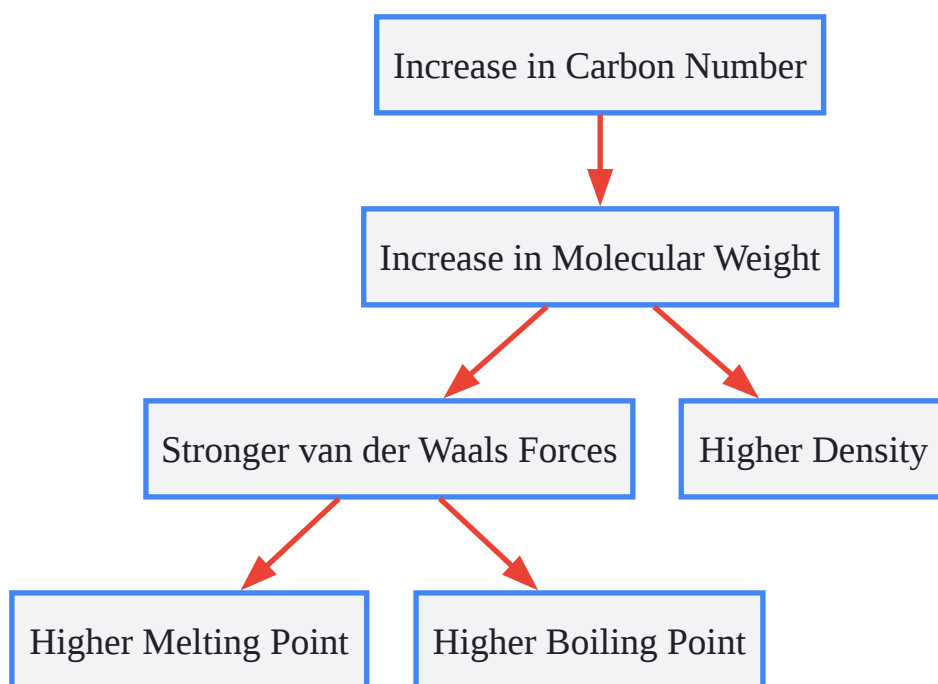 Increase in Carbon Number
Increase in Molecular Weight
Stronger van der Waals Forces
Higher Density
Higher Melting Point
Higher Boiling Point